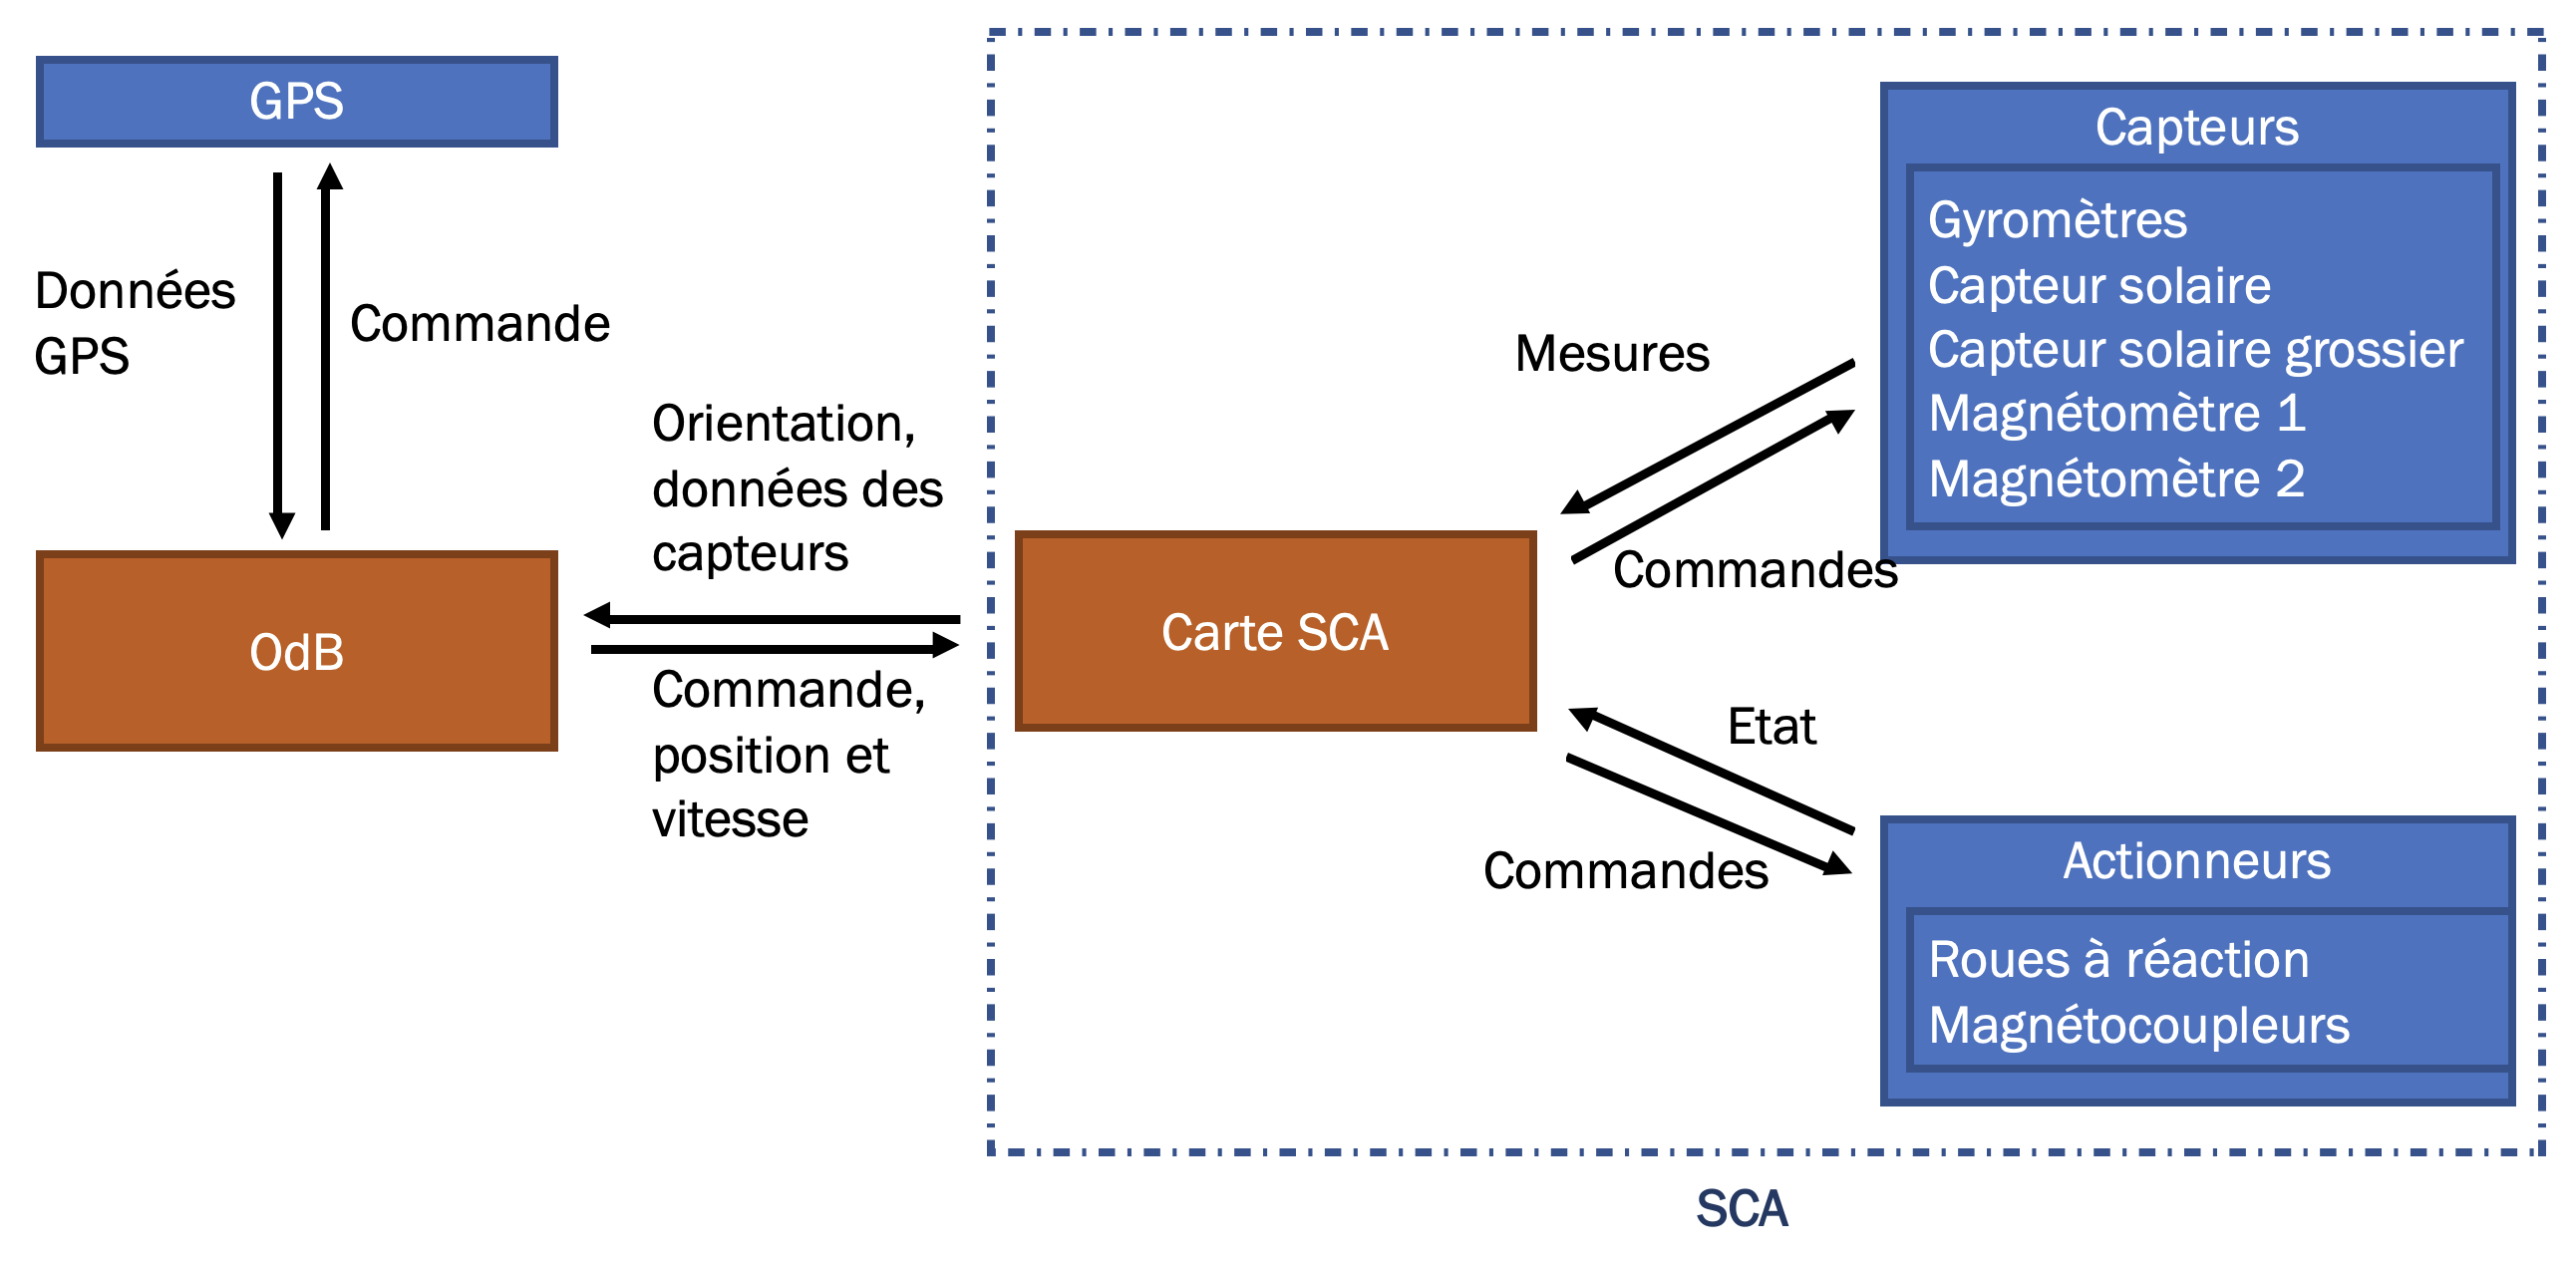 GPS
Données
GPS
Commande
OdB
Orientation,
données des
capteurs
Commande,
position et
vitesse
Carte SCA
Mesures
Commandes
Etat
Commandes
Capteurs
Gyromètres
Capteur solaire
Capteur solaire grossier
Magnétomètre 1
Magnétomètre 2
Actionneurs
Roues à réaction
Magnétocoupleurs
SCA